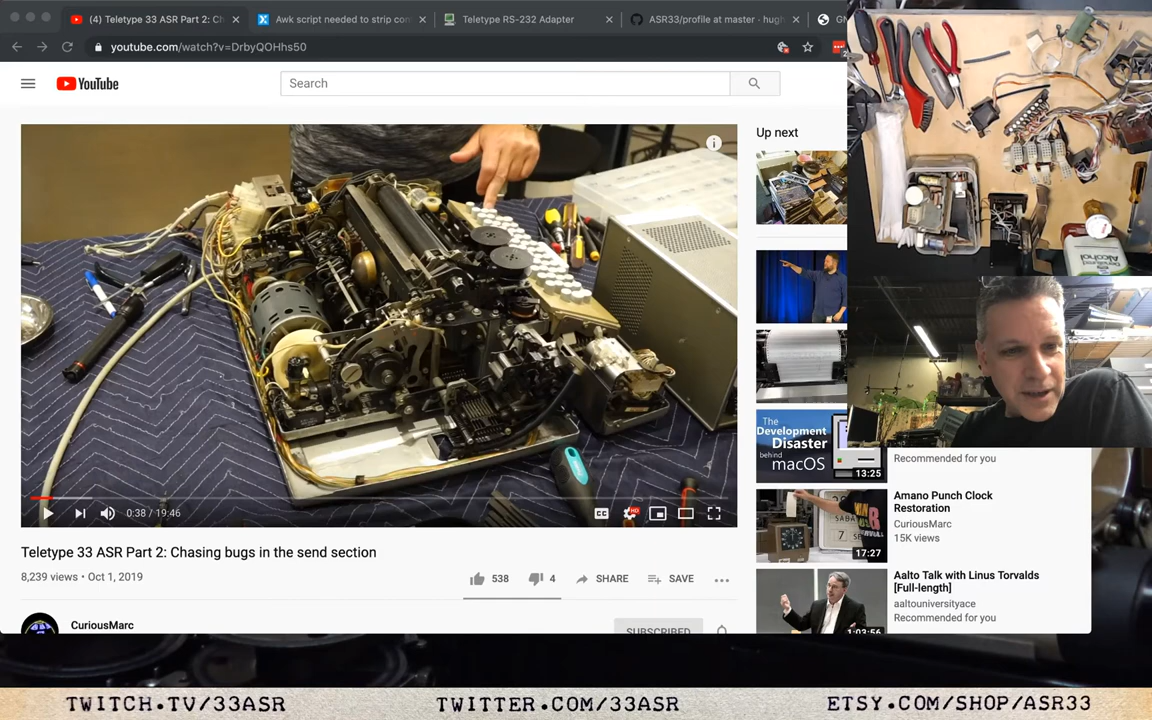 (4) Teletype 33 ASR Part 2: Ch
Awk script needed to strip con
Teletype RS-232 Adapter
ASR33/profile at master · hugh
youtube.com/watch?v=DrbyQOHhs50
YouTube
Search
Up next
0:38 / 19:46
CC
HD
Teletype 33 ASR Part 2: Chasing bugs in the send section
8,239 views • Oct 1, 2019
538
4
SHARE
SAVE
CuriousMarc
SUBSCRIBED
The
Development
Disaster
behind
macOS
13:25
Recommended for you
Amano Punch Clock
Restoration
CuriousMarc
15K views
17:27
Aalto Talk with Linus Torvalds
[Full-length]
aaltouniversityace
Recommended for you
1:03:56
Alcohol
TWITCH.TV/33ASR
TWITTER.COM/33ASR
ETSY.COM/SHOP/ASR33